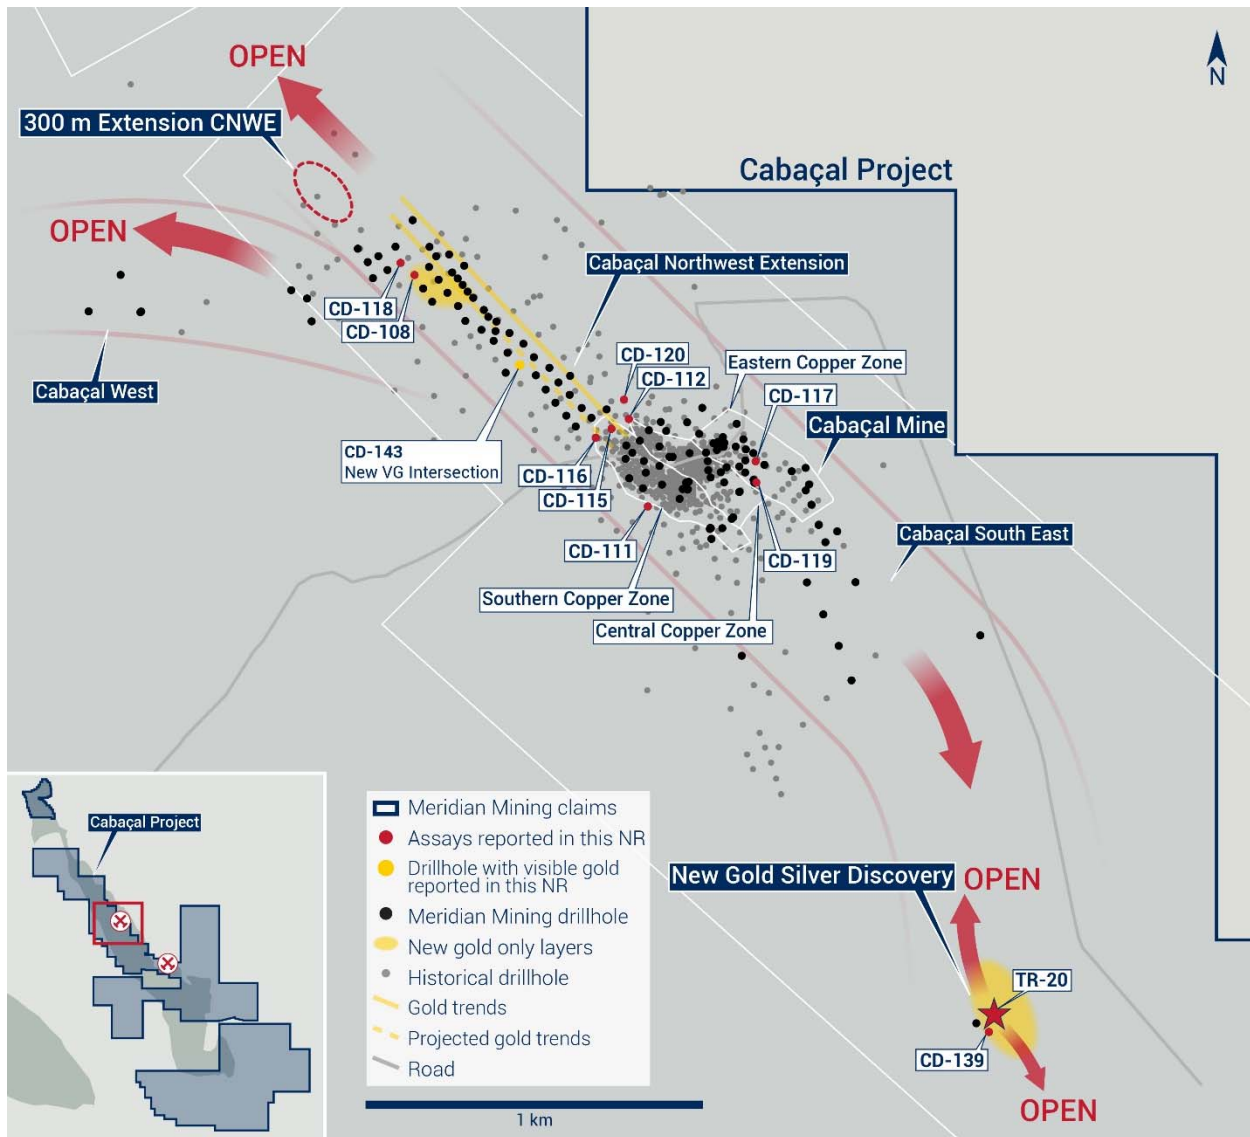 OPEN
N
300 m Extension CNWE
Cabaçal Project
OPEN
Cabaçal Northwest Extension
CD-118
CD-108
CD-120
Eastern Copper Zone
CD-112
CD-117
Cabaçal West
Cabaçal Mine
CD-143
New VG Intersection
CD-116
CD-115
CD-111
CD-119
Cabaçal South East
Southern Copper Zone
Central Copper Zone
Cabaçal Project
Meridian Mining claims
Assays reported in this NR
Drillhole with visible gold
reported in this NR
Meridian Mining drillhole
New gold only layers
Historical drillhole
Gold trends
Projected gold trends
Road
1 km
New Gold Silver Discovery
OPEN
TR-20
CD-139
OPEN